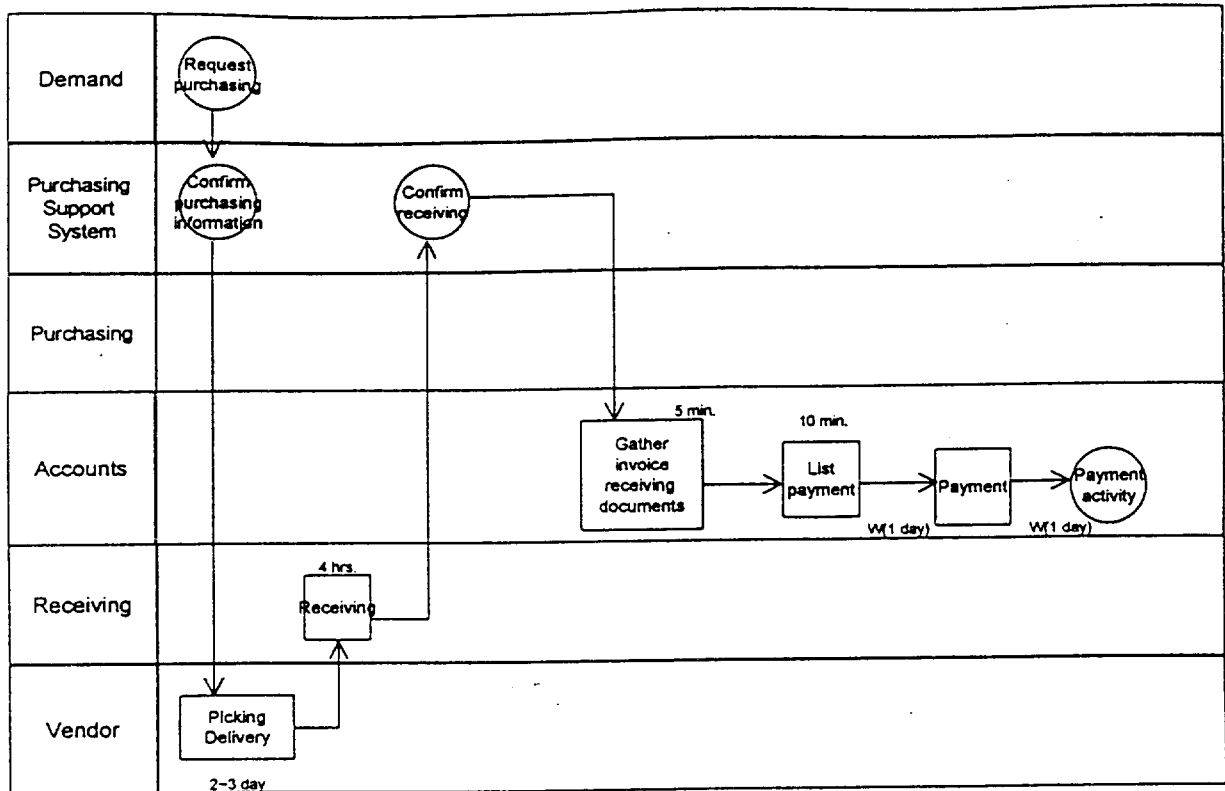 Demand
Request
purchasing
Purchasing
Support
System
Confirm
purchasing
information
Confirm
receiving
Purchasing
Accounts
Gather
invoice
receiving
documents
5 min.
10 min.
List
payment
W(1 day)
Payment
W(1 day)
Payment
activity
Receiving
4 hrs.
Receiving
Vendor
Picking
Delivery
2~3 day